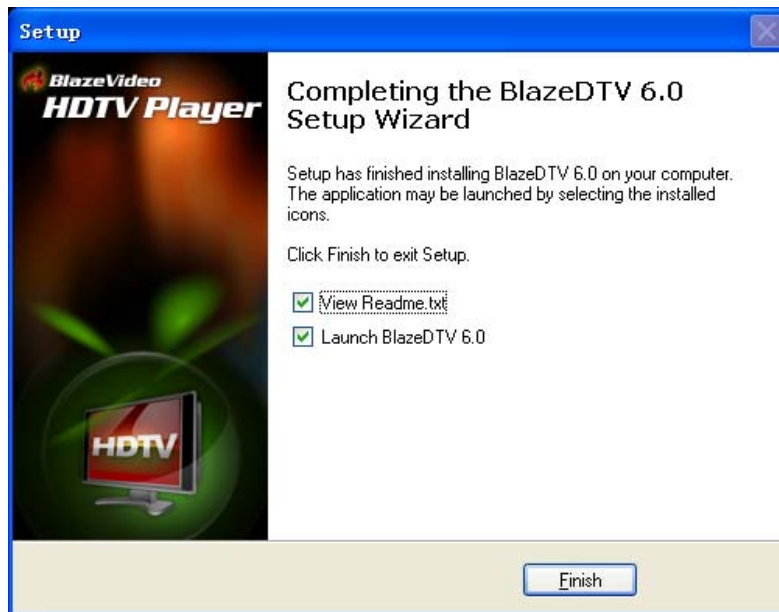 Setup
BlazeVideo
HDTV Player
Completing the BlazeDTV 6.0
Setup Wizard
Setup has finished installing BlazeDTV 6.0 on your computer.
The application may be launched by selecting the installed
icons.
Click Finish to exit Setup.
View Readme.txt
Launch BlazeDTV 6.0
HDTV
Finish